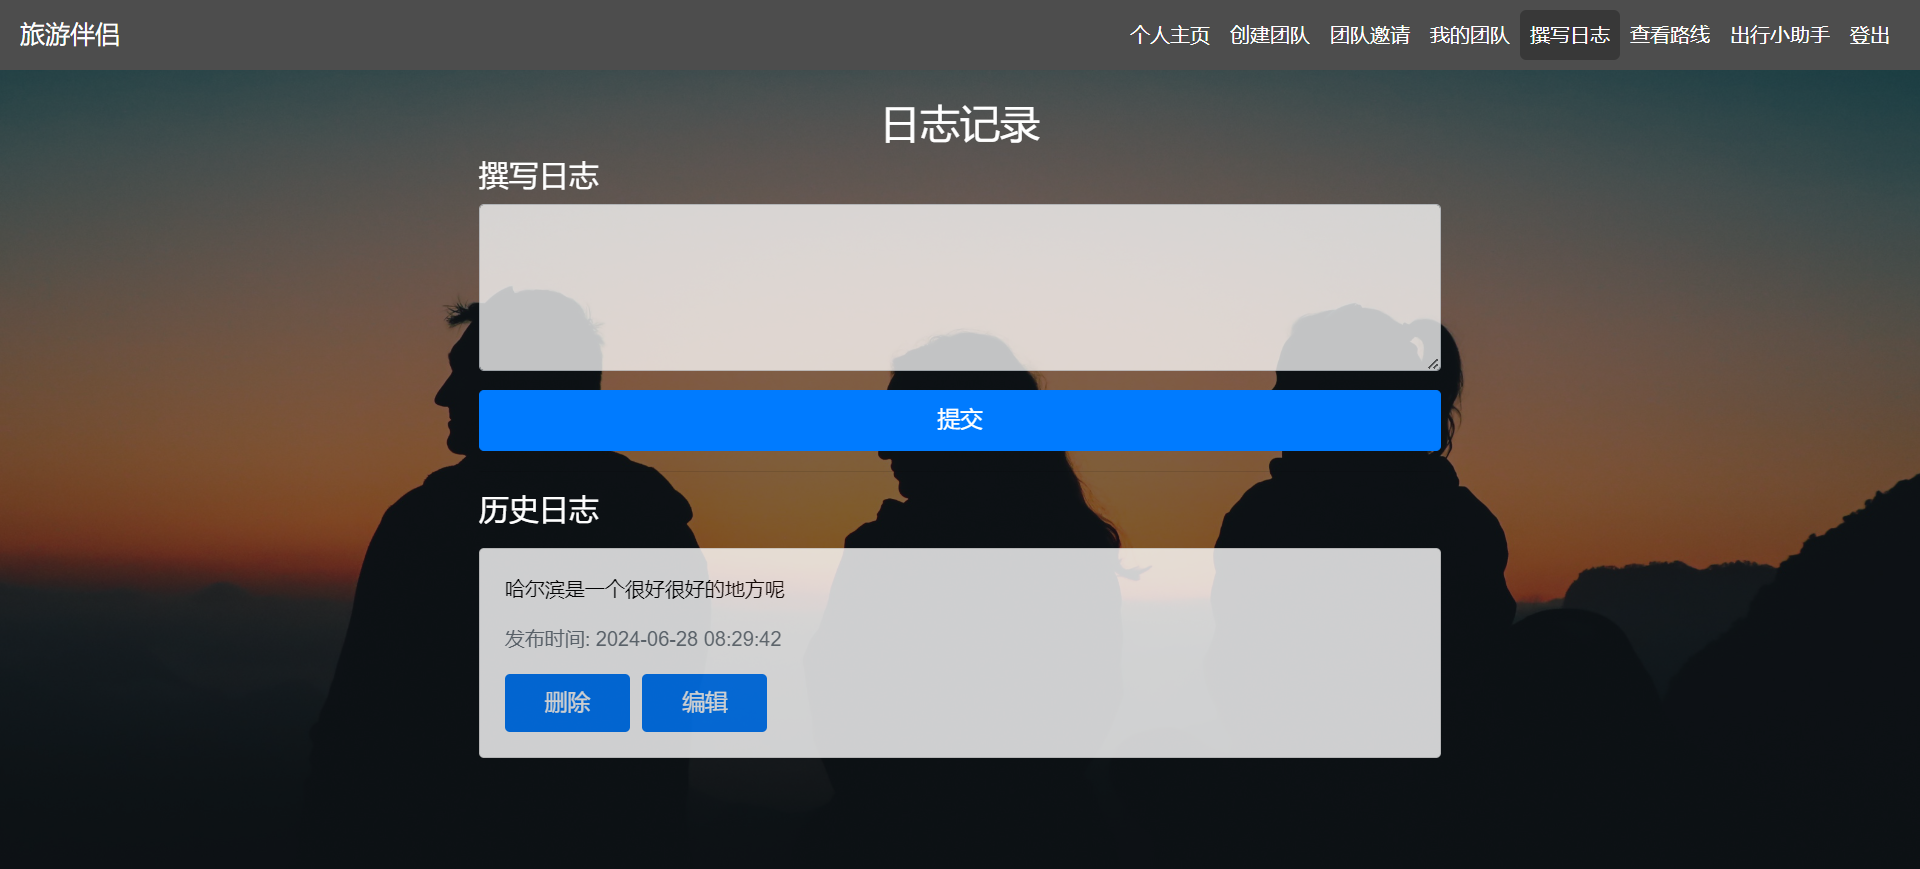 旅游伴侣 个人主页 创建团队 团队邀请 我的团队 撰写日志 查看路线 出行小助手 登出
日志记录
撰写日志
提交
历史日志
哈尔滨是一个很好很好的地方呢
发布时间: 2024-06-28 08:29:42
删除 编辑